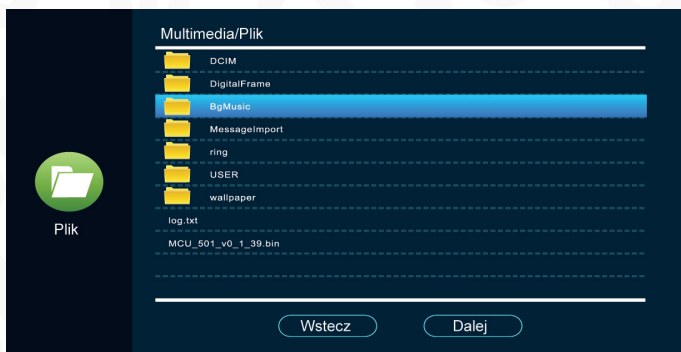 Multimedia/Plik
DCIM
DigitalFrame
BgMusic
MessageImport
ring
USER
wallpaper
log.txt
MCU_501_v0_1_39.bin
Plik
Wstecz
Dalej